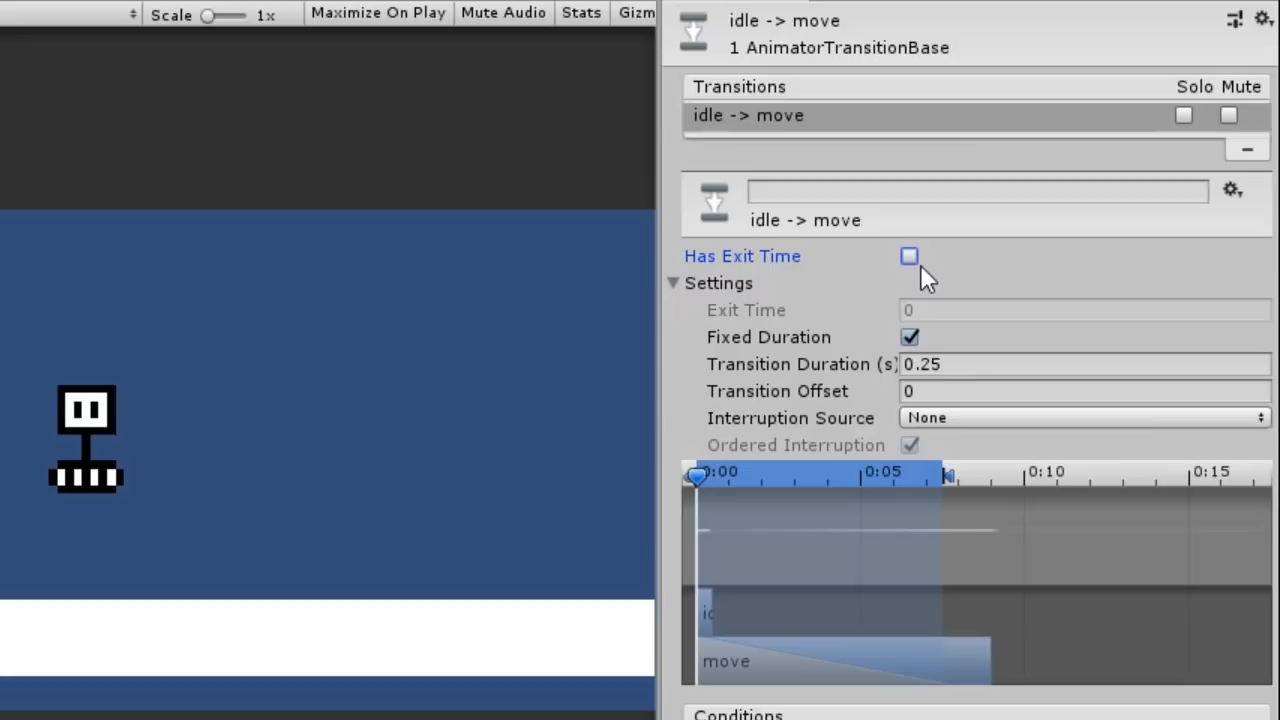 Scale 1x Maximize On Play Mute Audio Stats Gizm
idle -> move
1 AnimatorTransitionBase
Transitions Solo Mute
idle -> move
idle -> move
Has Exit Time
Settings
Exit Time 0
Fixed Duration
Transition Duration (s) 0.25
Transition Offset 0
Interruption Source None
Ordered Interruption
0:00 0:05 0:10 0:15
id
move
Conditions